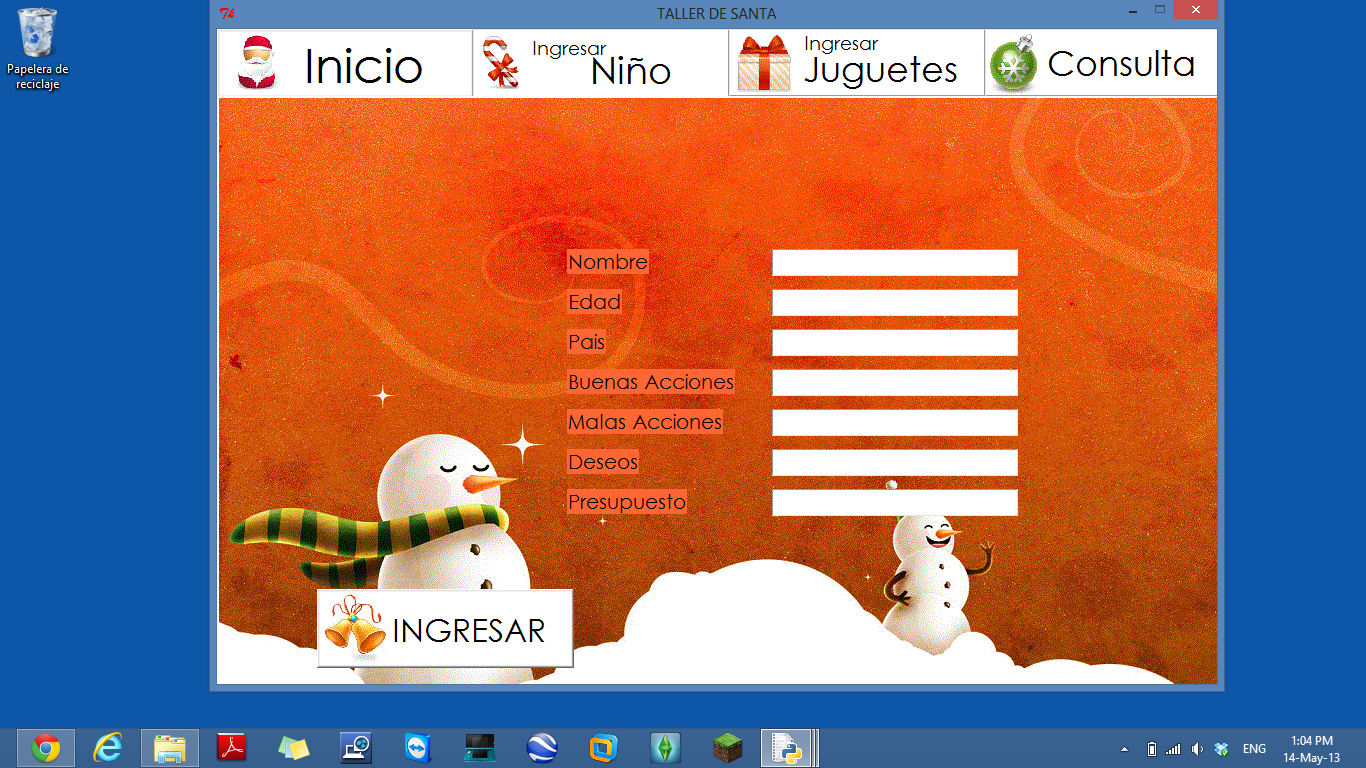 TALLER DE SANTA
Papelera de
reciclaje
Inicio
Ingresar
Niño
Ingresar
Juguetes
Consulta
Nombre
Edad
Pais
Buenas Acciones
Malas Acciones
Deseos
Presupuesto
INGRESAR
ENG
1:04 PM
14-May-13